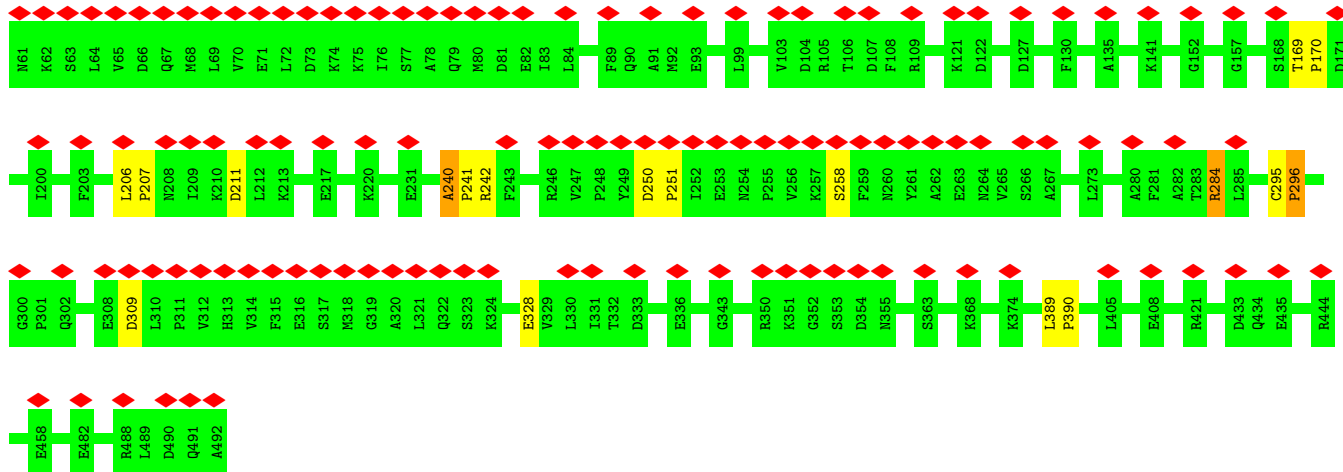 N61 K62 S63 L64 V65 D66 Q67 M68 L69 V70 E71 L72 D73 K74 K75 I76 S77 A78 Q79 M80 D81 E82 I83 L84 F89 Q90 A91 M92 E93 L99 V103 D104 R105 T106 D107 F108 R109 K121 D122 D127 F130 A135 K141 G152 G157 S168 T169 P170 D171
I200 F203 L206 P207 N208 I209 K210 D211 L212 K213 E217 K220 E231 A240 P241 R242 F243 R246 V247 P248 Y249 D250 P251 I252 E253 N254 P255 V256 K257 S258 F259 N260 Y261 A262 E263 N264 V265 S266 A267 L273 A280 F281 A282 T283 R284 L285 C295 P296
G300 P301 Q302 E308 D309 L310 P311 V312 H313 V314 F315 E316 S317 M318 G319 A320 L321 Q322 S323 K324 E328 V329 L330 I331 T332 D333 E336 G343 R350 K351 G352 S353 D354 N355 S363 K368 K374 L389 P390 L405 E408 R421 D433 Q434 E435 R444
E458 E482 R488 L489 D490 Q491 A492